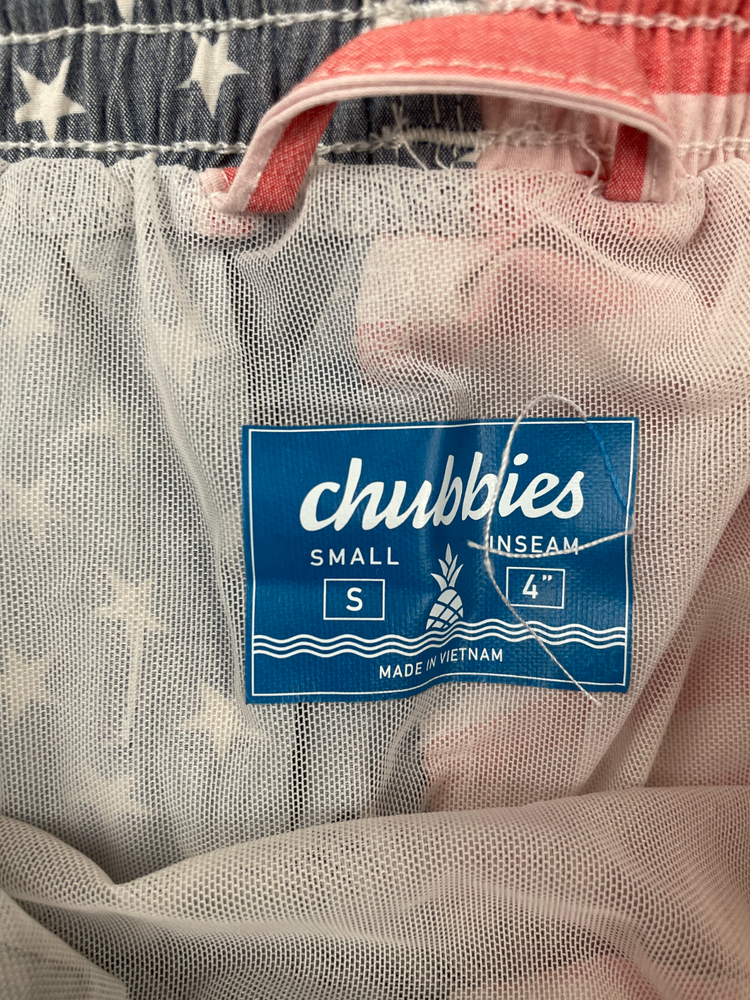 chubbies
SMALL INSEAM
S 4”
MADE IN VIETNAM